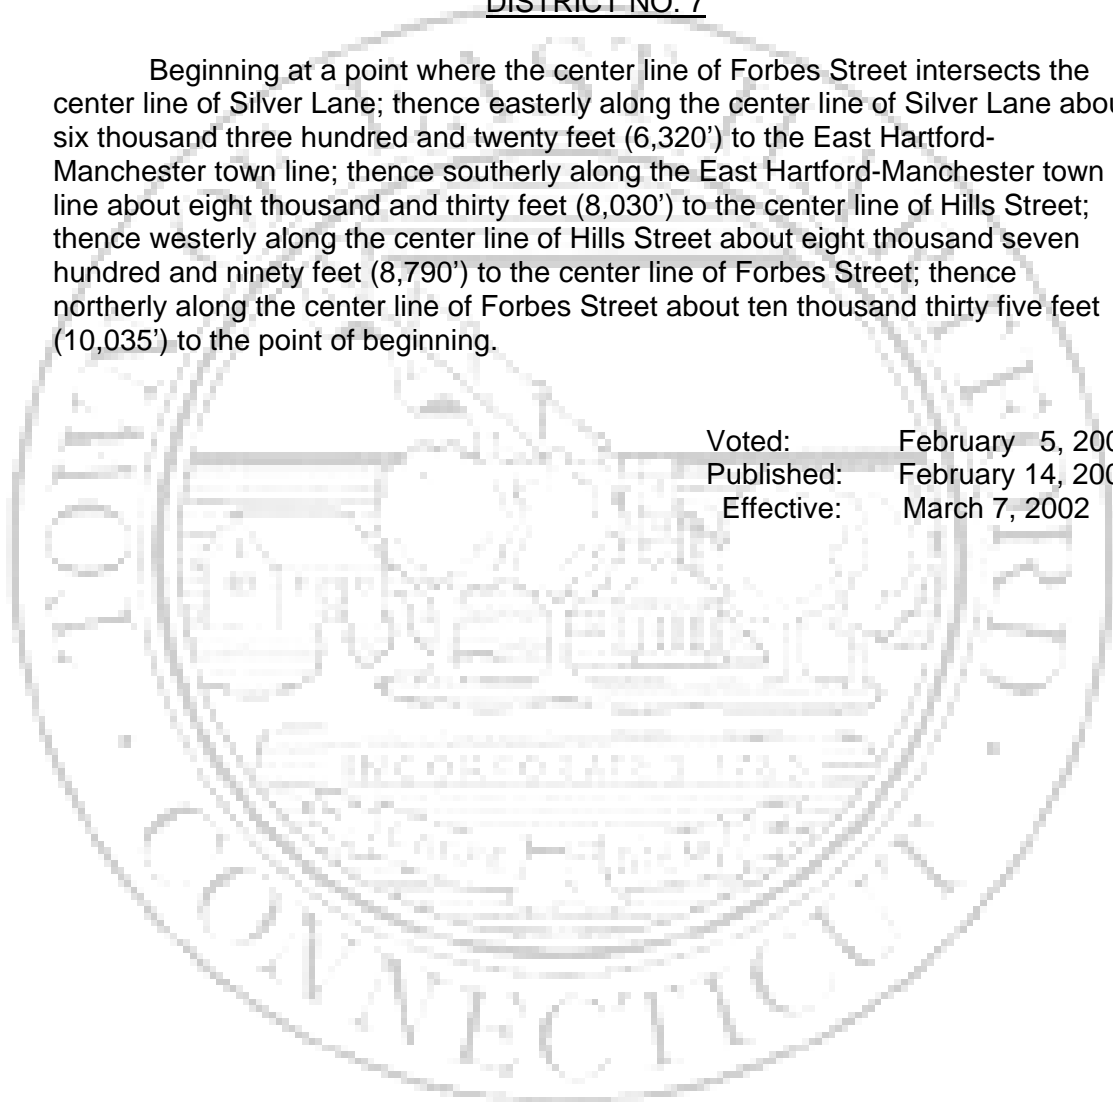 DISTRICT NO. 7
Beginning at a point where the center line of Forbes Street intersects the
center line of Silver Lane; thence easterly along the center line of Silver Lane
six thousand three hundred and twenty feet (6,320’) to the East Hartford-
Manchester town line; thence southerly along the East Hartford-Manchester town
line about eight thousand and thirty feet (8,030’) to the center line of Hills Street;
thence westerly along the center line of Hills Street about eight thousand seven
hundred and ninety feet (8,790’) to the center line of Forbes Street; thence
northerly along the center line of Forbes Street about ten thousand thirty five feet
(10,035’) to the point of beginning.
Voted: February 5,
Published: February 14,
Effective: March 7, 2002
CONNECTICUT